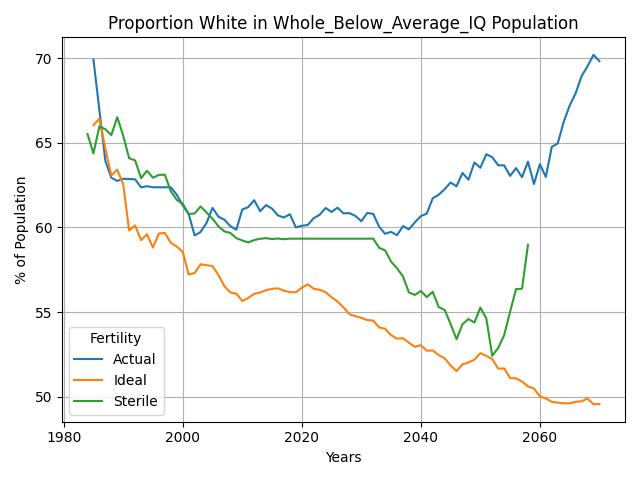 Proportion White in Whole_Below_Average_IQ Population
% of Population
70
65
60
55
50
Fertility
Actual
Ideal
Sterile
1980
2000
2020
2040
2060
Years